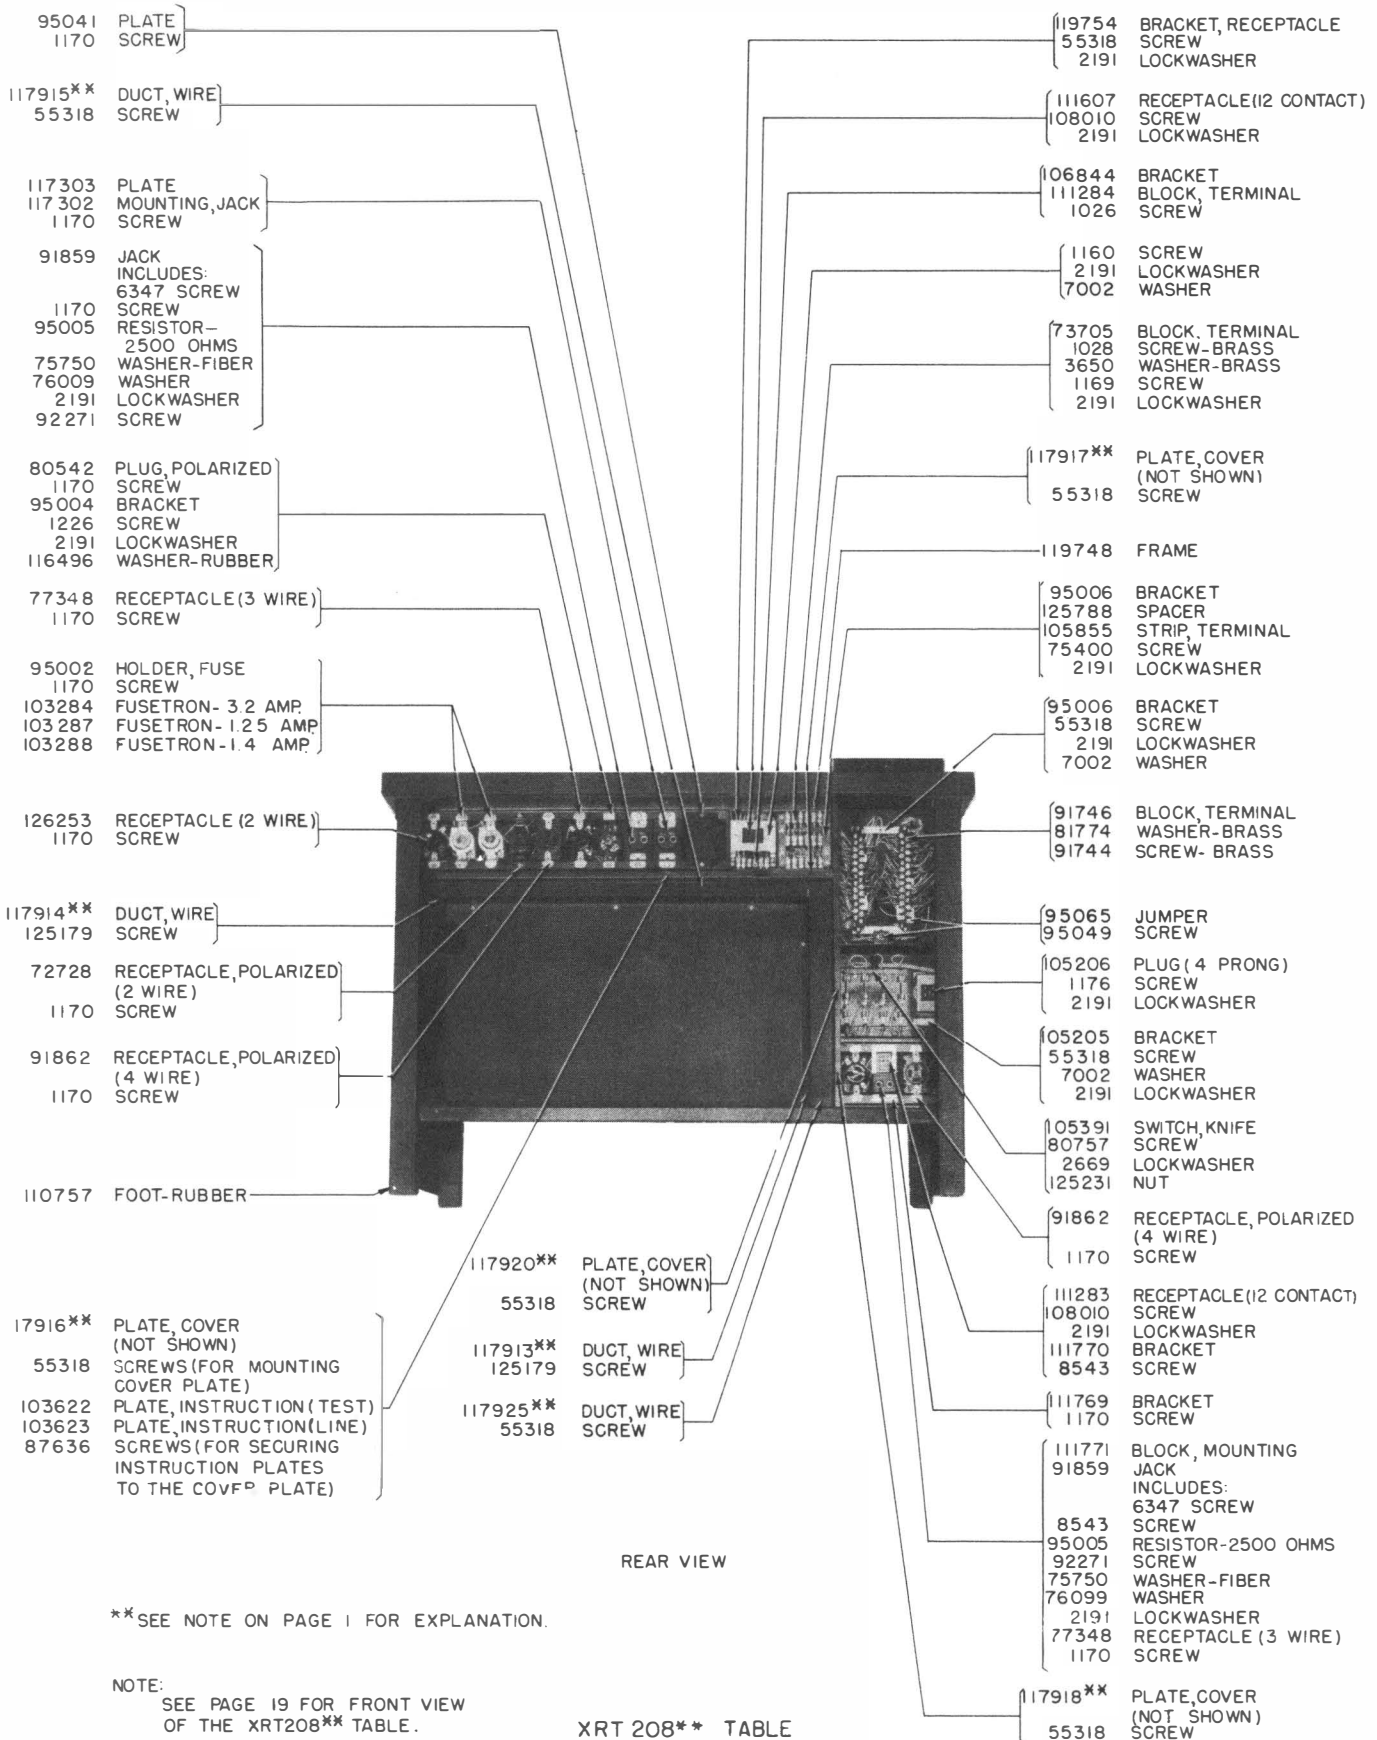 95041 PLATE
1170 SCREW
117915** DUCT, WIRE
55318 SCREW
117303 PLATE
117302 MOUNTING, JACK
1170 SCREW
91859 JACK
INCLUDES:
6347 SCREW
1170 SCREW
95005 RESISTOR-
2500 OHMS
75750 WASHER-FIBER
76009 WASHER
2191 LOCKWASHER
92271 SCREW
80542 PLUG, POLARIZED
1170 SCREW
95004 BRACKET
1226 SCREW
2191 LOCKWASHER
116496 WASHER-RUBBER
77348 RECEPTACLE (3 WIRE)
1170 SCREW
95002 HOLDER, FUSE
1170 SCREW
103284 FUSETRON- 3.2 AMP.
103287 FUSETRON- 1.25 AMP
103288 FUSETRON-1.4 AMP.
126253 RECEPTACLE (2 WIRE)
1170 SCREW
117914** DUCT, WIRE
125179 SCREW
72728 RECEPTACLE, POLARIZED
(2 WIRE)
1170 SCREW
91862 RECEPTACLE, POLARIZED
(4 WIRE)
1170 SCREW
110757 FOOT-RUBBER
17916** PLATE, COVER
(NOT SHOWN)
55318 SCREWS (FOR MOUNTING
COVER PLATE)
103622 PLATE, INSTRUCTION (TEST)
103623 PLATE, INSTRUCTION (LINE)
87636 SCREWS (FOR SECURING
INSTRUCTION PLATES
TO THE COVER PLATE)
117920** PLATE, COVER
(NOT SHOWN)
55318 SCREW
117913** DUCT, WIRE
125179 SCREW
117925** DUCT, WIRE
55318 SCREW
119754 BRACKET, RECEPTACLE
55318 SCREW
2191 LOCKWASHER
111607 RECEPTACLE (12 CONTACT)
108010 SCREW
2191 LOCKWASHER
106844 BRACKET
111284 BLOCK, TERMINAL
1026 SCREW
1160 SCREW
2191 LOCKWASHER
7002 WASHER
73705 BLOCK. TERMINAL
1028 SCREW-BRASS
3650 WASHER-BRASS
1169 SCREW
2191 LOCKWASHER
117917** PLATE, COVER
(NOT SHOWN)
55318 SCREW
119748 FRAME
95006 BRACKET
125788 SPACER
105855 STRIP, TERMINAL
75400 SCREW
2191 LOCKWASHER
95006 BRACKET
55318 SCREW
2191 LOCKWASHER
7002 WASHER
91746 BLOCK, TERMINAL
81774 WASHER-BRASS
91744 SCREW- BRASS
95065 JUMPER
95049 SCREW
105206 PLUG (4 PRONG)
1176 SCREW
2191 LOCKWASHER
105205 BRACKET
55318 SCREW
7002 WASHER
2191 LOCKWASHER
105391 SWITCH, KNIFE
80757 SCREW
2669 LOCKWASHER
125231 NUT
91862 RECEPTACLE, POLARIZED
(4 WIRE)
1170 SCREW
111283 RECEPTACLE (12 CONTACT)
108010 SCREW
2191 LOCKWASHER
111770 BRACKET
8543 SCREW
111769 BRACKET
1170 SCREW
111771 BLOCK, MOUNTING
91859 JACK
INCLUDES:
6347 SCREW
8543 SCREW
95005 RESISTOR-2500 OHMS
92271 SCREW
75750 WASHER-FIBER
76099 WASHER
2191 LOCKWASHER
77348 RECEPTACLE (3 WIRE)
1170 SCREW
117918** PLATE, COVER
(NOT SHOWN)
55318 SCREW
REAR VIEW
** SEE NOTE ON PAGE 1 FOR EXPLANATION.
NOTE:
SEE PAGE 19 FOR FRONT VIEW
OF THE XRT208** TABLE.
XRT 208** TABLE